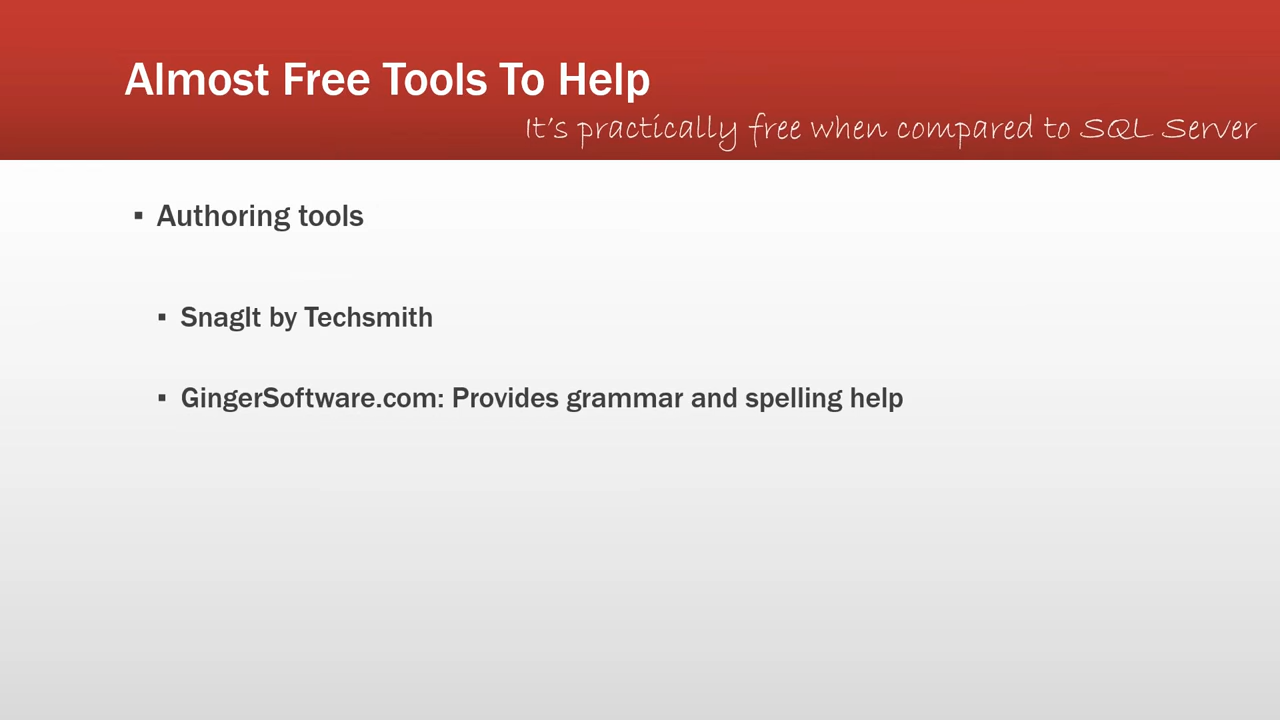 Almost Free Tools To Help
It's practically free when compared to SQL Server
▪ Authoring tools
▪ SnagIt by Techsmith
▪ GingerSoftware.com: Provides grammar and spelling help